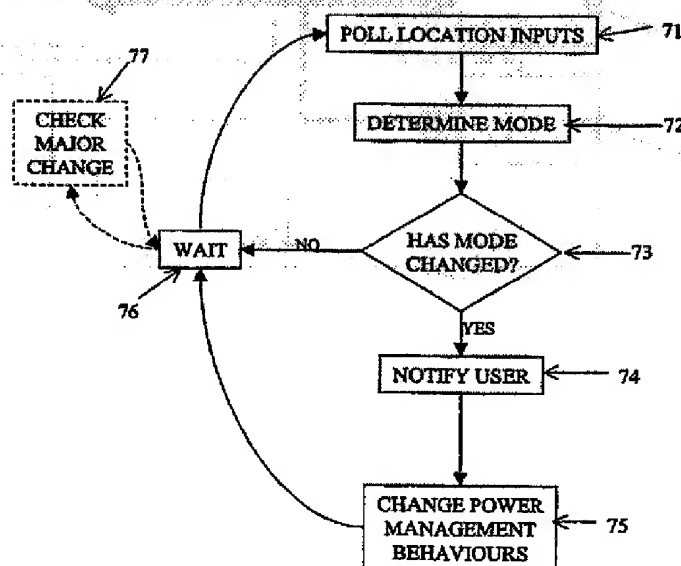 POLL LOCATION INPUTS
71
77
CHECK
MAJOR
CHANGE
DETERMINE MODE
72
WAIT
NO
HAS MODE
CHANGED?
73
76
YES
NOTIFY USER
74
CHANGE POWER
MANAGEMENT
BEHAVIOURS
75